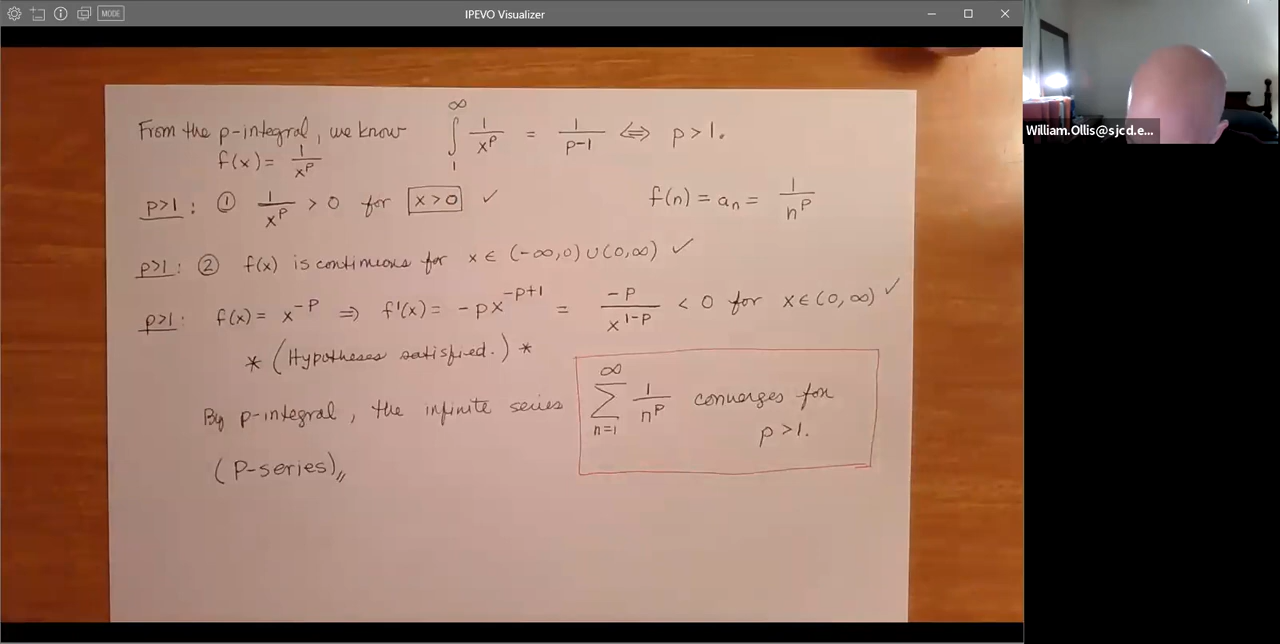 IPEVO Visualizer
MODE
William.Ollis@sjcd.e...
From the p-integral, we know ∫₁^∞ 1/x^p = 1/(p-1) ⇔ p > 1.
f(x) = 1/x^p
p>1: ① 1/x^p > 0 for x > 0 ✓ f(n) = aₙ = 1/n^p
p>1: ② f(x) is continuous for x ∈ (-∞,0) ∪ (0,∞) ✓
p>1: f(x) = x^-p ⇒ f'(x) = -px^-p+1 = -p/x^1-p < 0 for x ∈ (0,∞) ✓
* (Hypotheses satisfied.) *
By p-integral, the infinite series ∑_{n=1}^∞ 1/n^p converges for
p > 1.
(P-series),,